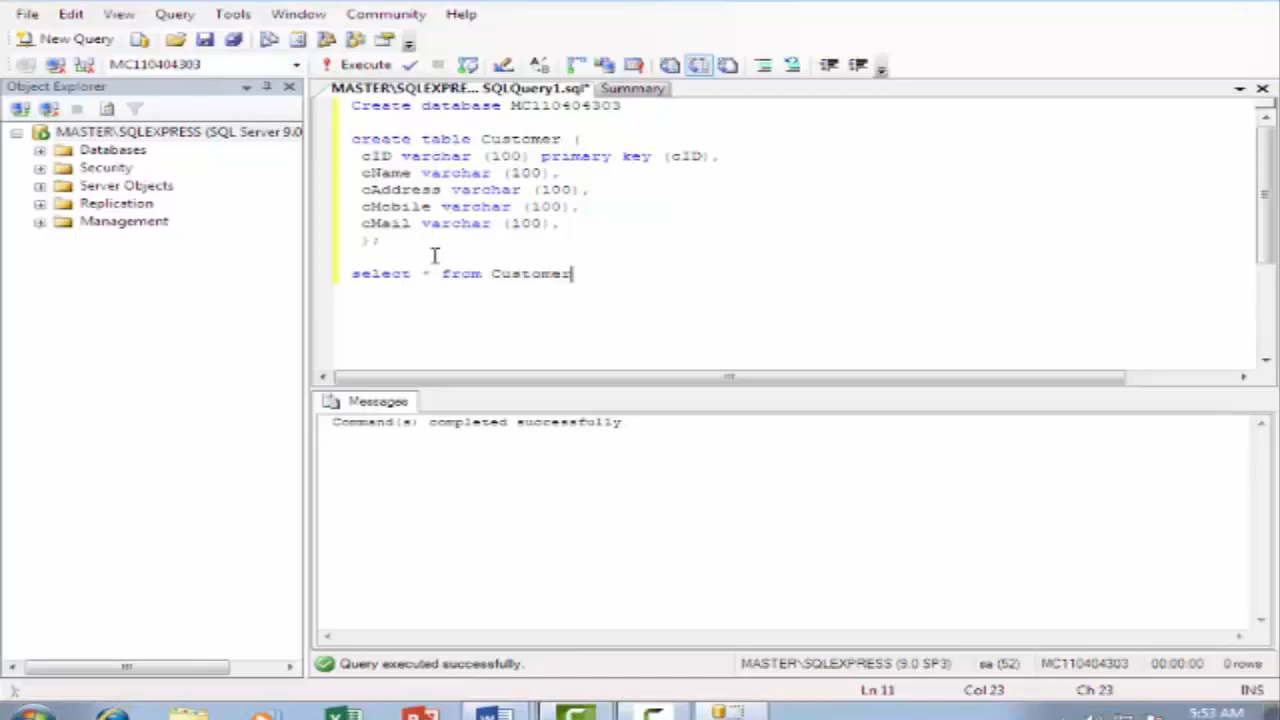 File Edit View Query Tools Window Community Help
New Query
MC110404303 Execute
Object Explorer
MASTER\SQLEXPRE... SQLQuery1.sql* Summary
MASTER\SQLEXPRESS (SQL Server 9.0
Databases
Security
Server Objects
Replication
Management
Create database MC110404303
create table Customer (
cID varchar (100) primary key (cID),
cName varchar (100),
cAddress varchar (100),
cMobile varchar (100),
cMail varchar (100),
);
select * from Customer
Messages
Command(s) completed successfully.
Query executed successfully. MASTER\SQLEXPRESS (9.0 SP3) sa (52) MC110404303 00:00:00 0 rows
Ln 11 Col 23 Ch 23 INS
5:53 AM